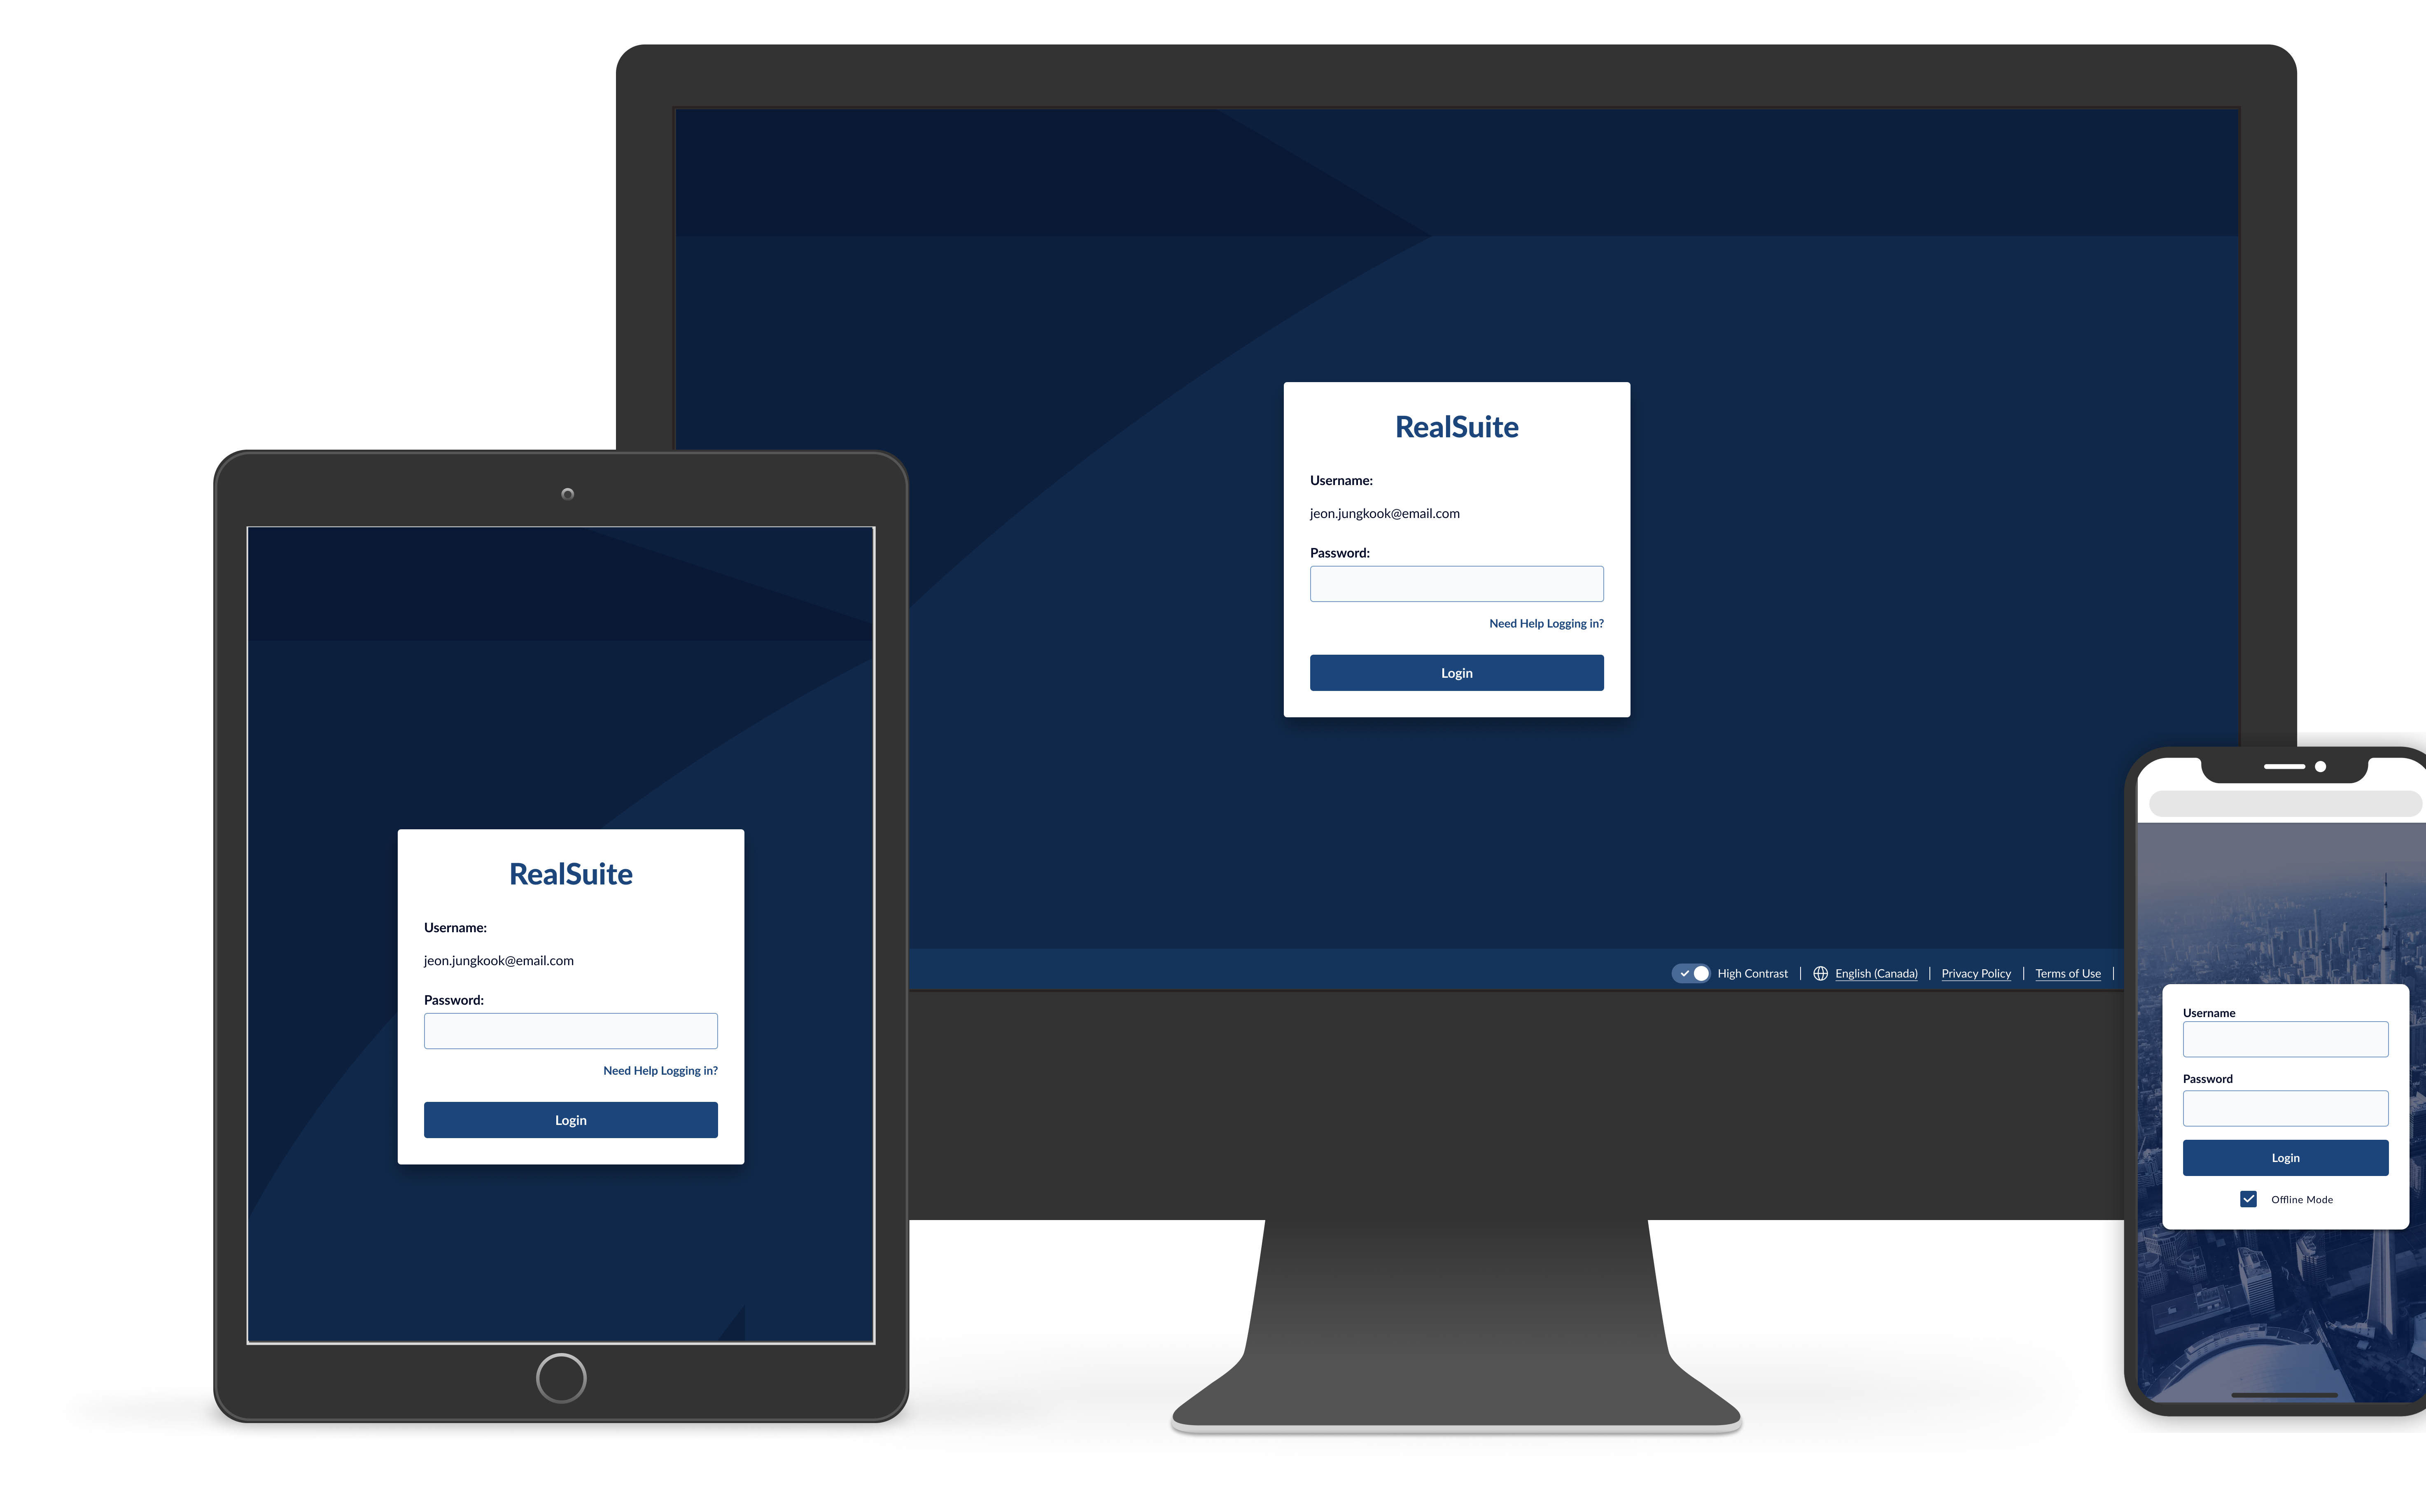 RealSuite
Username:
jeon.jungkook@email.com
Password:
Need Help Logging in?
Login
High Contrast | English (Canada) | Privacy Policy | Terms of Use |
RealSuite
Username:
jeon.jungkook@email.com
Password:
Need Help Logging in?
Login
Username
Password
Login
Offline Mode